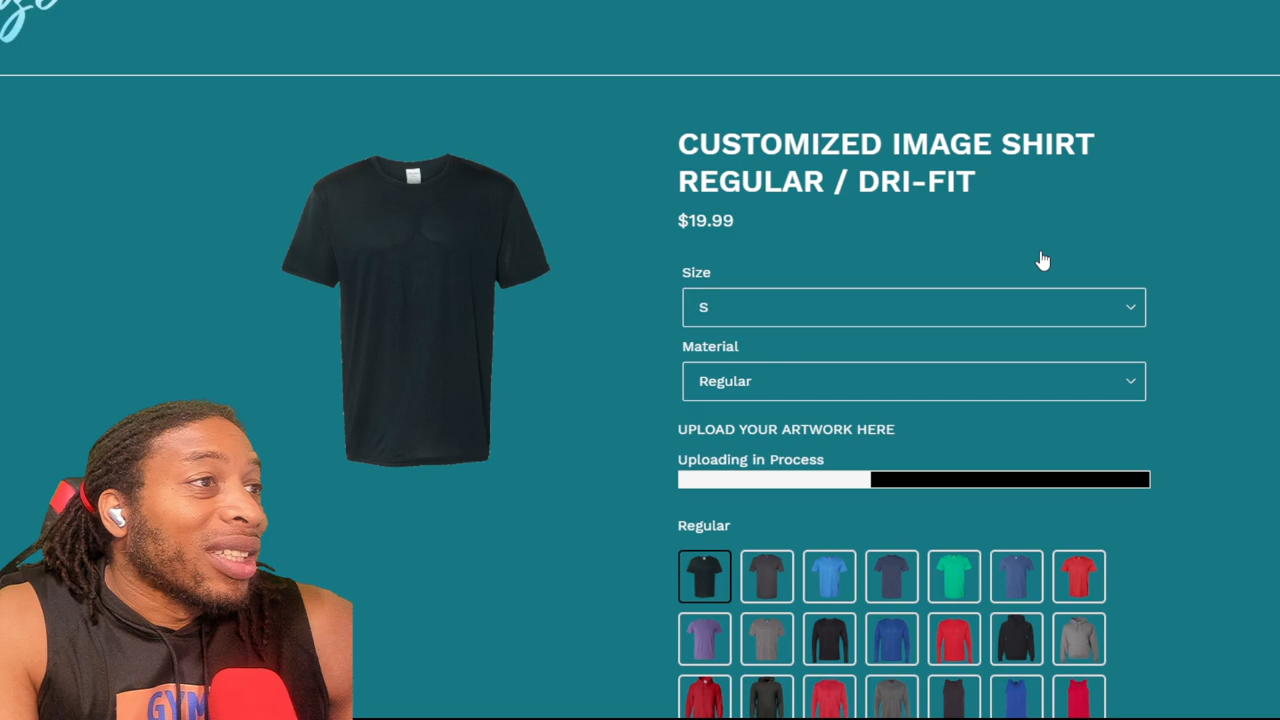 CUSTOMIZED IMAGE SHIRT
REGULAR / DRI-FIT
$19.99
Size
S
Material
Regular
UPLOAD YOUR ARTWORK HERE
Uploading in Process
Regular
GYM